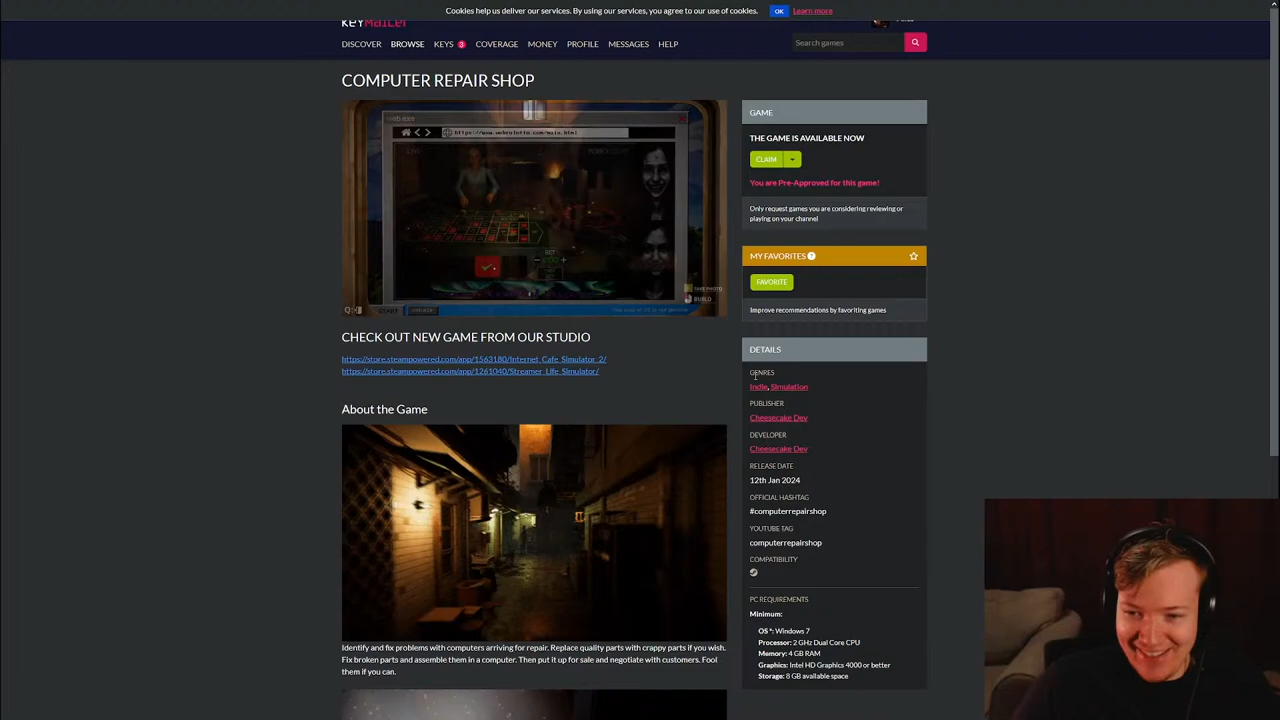 Cookies help us deliver our services. By using our services, you agree to our use of cookies. OK Learn more
KEYMAILER
DISCOVER BROWSE KEYS 3 COVERAGE MONEY PROFILE MESSAGES HELP Search games
COMPUTER REPAIR SHOP
web.exe
TAKE PHOTO
BUILD
START
GAME
THE GAME IS AVAILABLE NOW
CLAIM
You are Pre-Approved for this game!
Only request games you are considering reviewing or
playing on your channel
MY FAVORITES ?
FAVORITE
Improve recommendations by favoriting games
CHECK OUT NEW GAME FROM OUR STUDIO
https://store.steampowered.com/app/1563180/Internet_Cafe_Simulator_2/
https://store.steampowered.com/app/1261040/Streamer_Life_Simulator/
About the Game
Identify and fix problems with computers arriving for repair. Replace quality parts with crappy parts if you wish.
Fix broken parts and assemble them in a computer. Then put it up for sale and negotiate with customers. Fool
them if you can.
DETAILS
GENRES
Indie, Simulation
PUBLISHER
Cheesecake Dev
DEVELOPER
Cheesecake Dev
RELEASE DATE
12th Jan 2024
OFFICIAL HASHTAG
#computerrepairshop
YOUTUBE TAG
computerrepairshop
COMPATIBILITY
PC REQUIREMENTS
Minimum:
OS *: Windows 7
Processor: 2 GHz Dual Core CPU
Memory: 4 GB RAM
Graphics: Intel HD Graphics 4000 or better
Storage: 8 GB available space